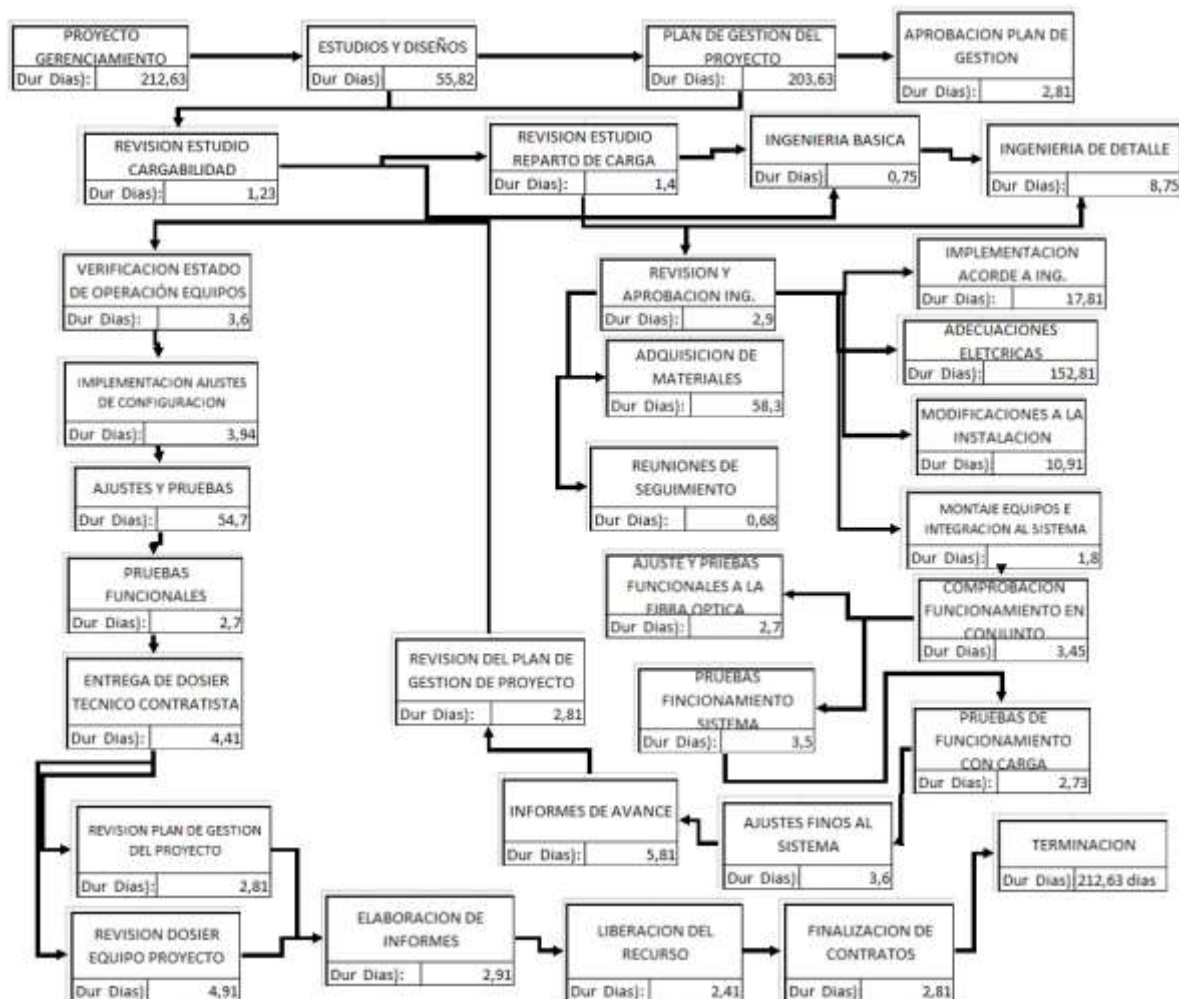 PROYECTO
GERENCIAMIENTO
Dur Dias): 212,63
ESTUDIOS Y DISEÑOS
Dur Dias): 55,82
PLAN DE GESTION DEL
PROYECTO
Dur Dias): 203,63
APROBACION PLAN DE
GESTION
Dur Dias): 2,81
REVISION ESTUDIO
CARGABILIDAD
Dur Dias): 1,23
REVISION ESTUDIO
REPARTO DE CARGA
Dur Dias): 1,4
INGENIERIA BASICA
Dur Dias): 0,75
INGENIERIA DE DETALLE
Dur Dias): 8,75
VERIFICACION ESTADO
DE OPERACIÓN EQUIPOS
Dur Dias): 3,6
REVISION Y
APROBACION ING.
Dur Dias): 2,9
IMPLEMENTACION
ACORDE A ING.
Dur Dias): 17,81
ADECUACIONES
ELETCRICAS
Dur Dias): 152,81
ADQUISICION DE
MATERIALES
Dur Dias): 58,3
IMPLEMENTACION AJUSTES
DE CONFIGURACION
Dur Dias): 3,94
MODIFICACIONES A LA
INSTALACION
Dur Dias) 10,91
REUNIONES DE
SEGUIMIENTO
Dur Dias): 0,68
AJUSTES Y PRUEBAS
Dur Dias): 54,7
MONTAJE EQUIPOS E
INTEGRACION AL SISTEMA
Dur Dias): 1,8
PRUEBAS
FUNCIONALES
Dur Dias): 2,7
AJUSTE Y PRIEBAS
FUNCIONALES A LA
FIBRA OPTICA
Dur Dias): 2,7
COMPROBACION
FUNCIONAMIENTO EN
CONJUNTO
Dur Dias): 3,45
ENTREGA DE DOSIER
TECNICO CONTRATISTA
Dur Dias): 4,41
REVISION DEL PLAN DE
GESTION DE PROYECTO
Dur Dias): 2,81
PRUEBAS
FINCIONAMIENTO
SISTEMA
Dur Dias): 3,5
PRUEBAS DE
FUNCIONAMIENTO
CON CARGA
Dur Dias): 2,73
REVISION PLAN DE GESTION
DEL PROYECTO
Dur Dias): 2,81
INFORMES DE AVANCE
Dur Dias): 5,81
AJUSTES FINOS AL
SISTEMA
Dur Dias): 3,6
TERMINACION
Dur Dias) 212,63 dias
REVISION DOSIER
EQUIPO PROYECTO
Dur Dias) 4,91
ELABORACION DE
INFORMES
Dur Dias): 2,91
LIBERACION DEL
RECURSO
Dur Dias) 2,41
FINALIZACION DE
CONTRATOS
Dur Dias) 2,81